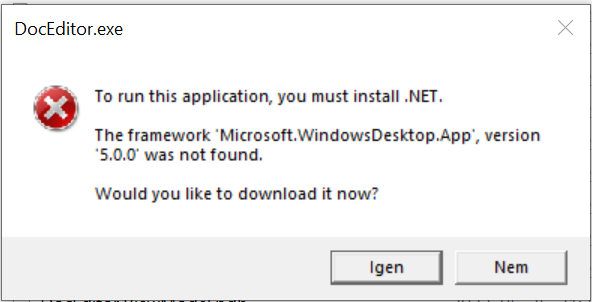 DocEditor.exe
To run this application, you must install .NET.
The framework 'Microsoft.WindowsDesktop.App', version
'5.0.0' was not found.
Would you like to download it now?
Igen
Nem